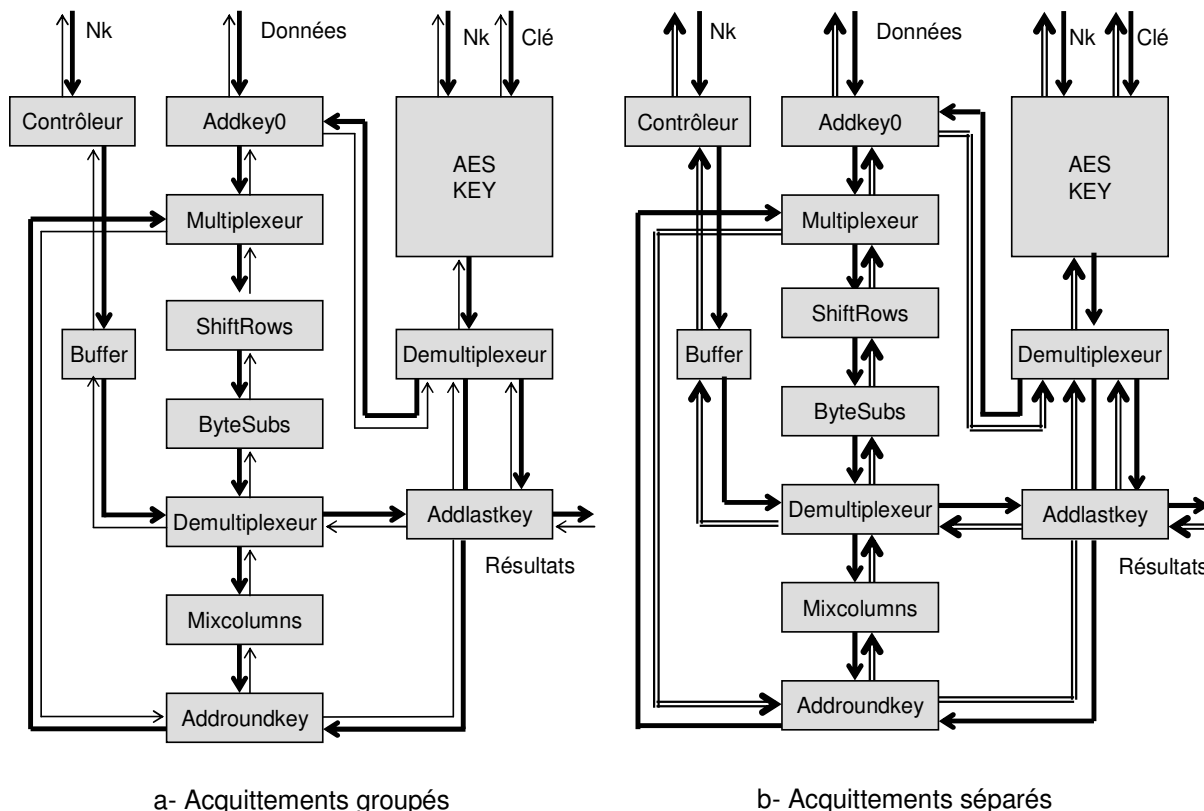 Nk
Données
Nk
Clé
Contrôleur
Addkey0
AES
KEY
Multiplexeur
ShiftRows
Buffer
Demultiplexeur
ByteSubs
Demultiplexeur
Addlastkey
Résultats
Mixcolumns
Addroundkey
a- Acquittements groupés
Nk
Données
Nk
Clé
Contrôleur
Addkey0
AES
KEY
Multiplexeur
ShiftRows
Buffer
Demultiplexeur
ByteSubs
Demultiplexeur
Addlastkey
Résultats
Mixcolumns
Addroundkey
b- Acquittements séparés